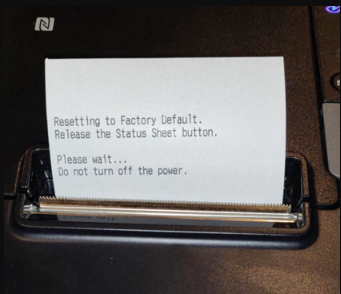 Resetting to Factory Default.
Release the Status Sheet button.
Please wait...
Do not turn off the power.